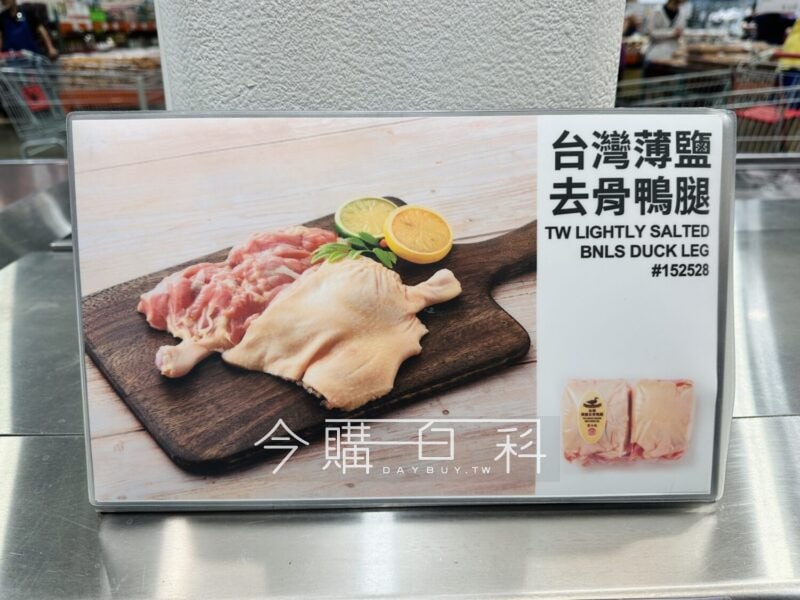 台灣薄鹽
去骨鴨腿
TW LIGHTLY SALTED
BNLS DUCK LEG
#152528
今購百科
DAYBUY.TW